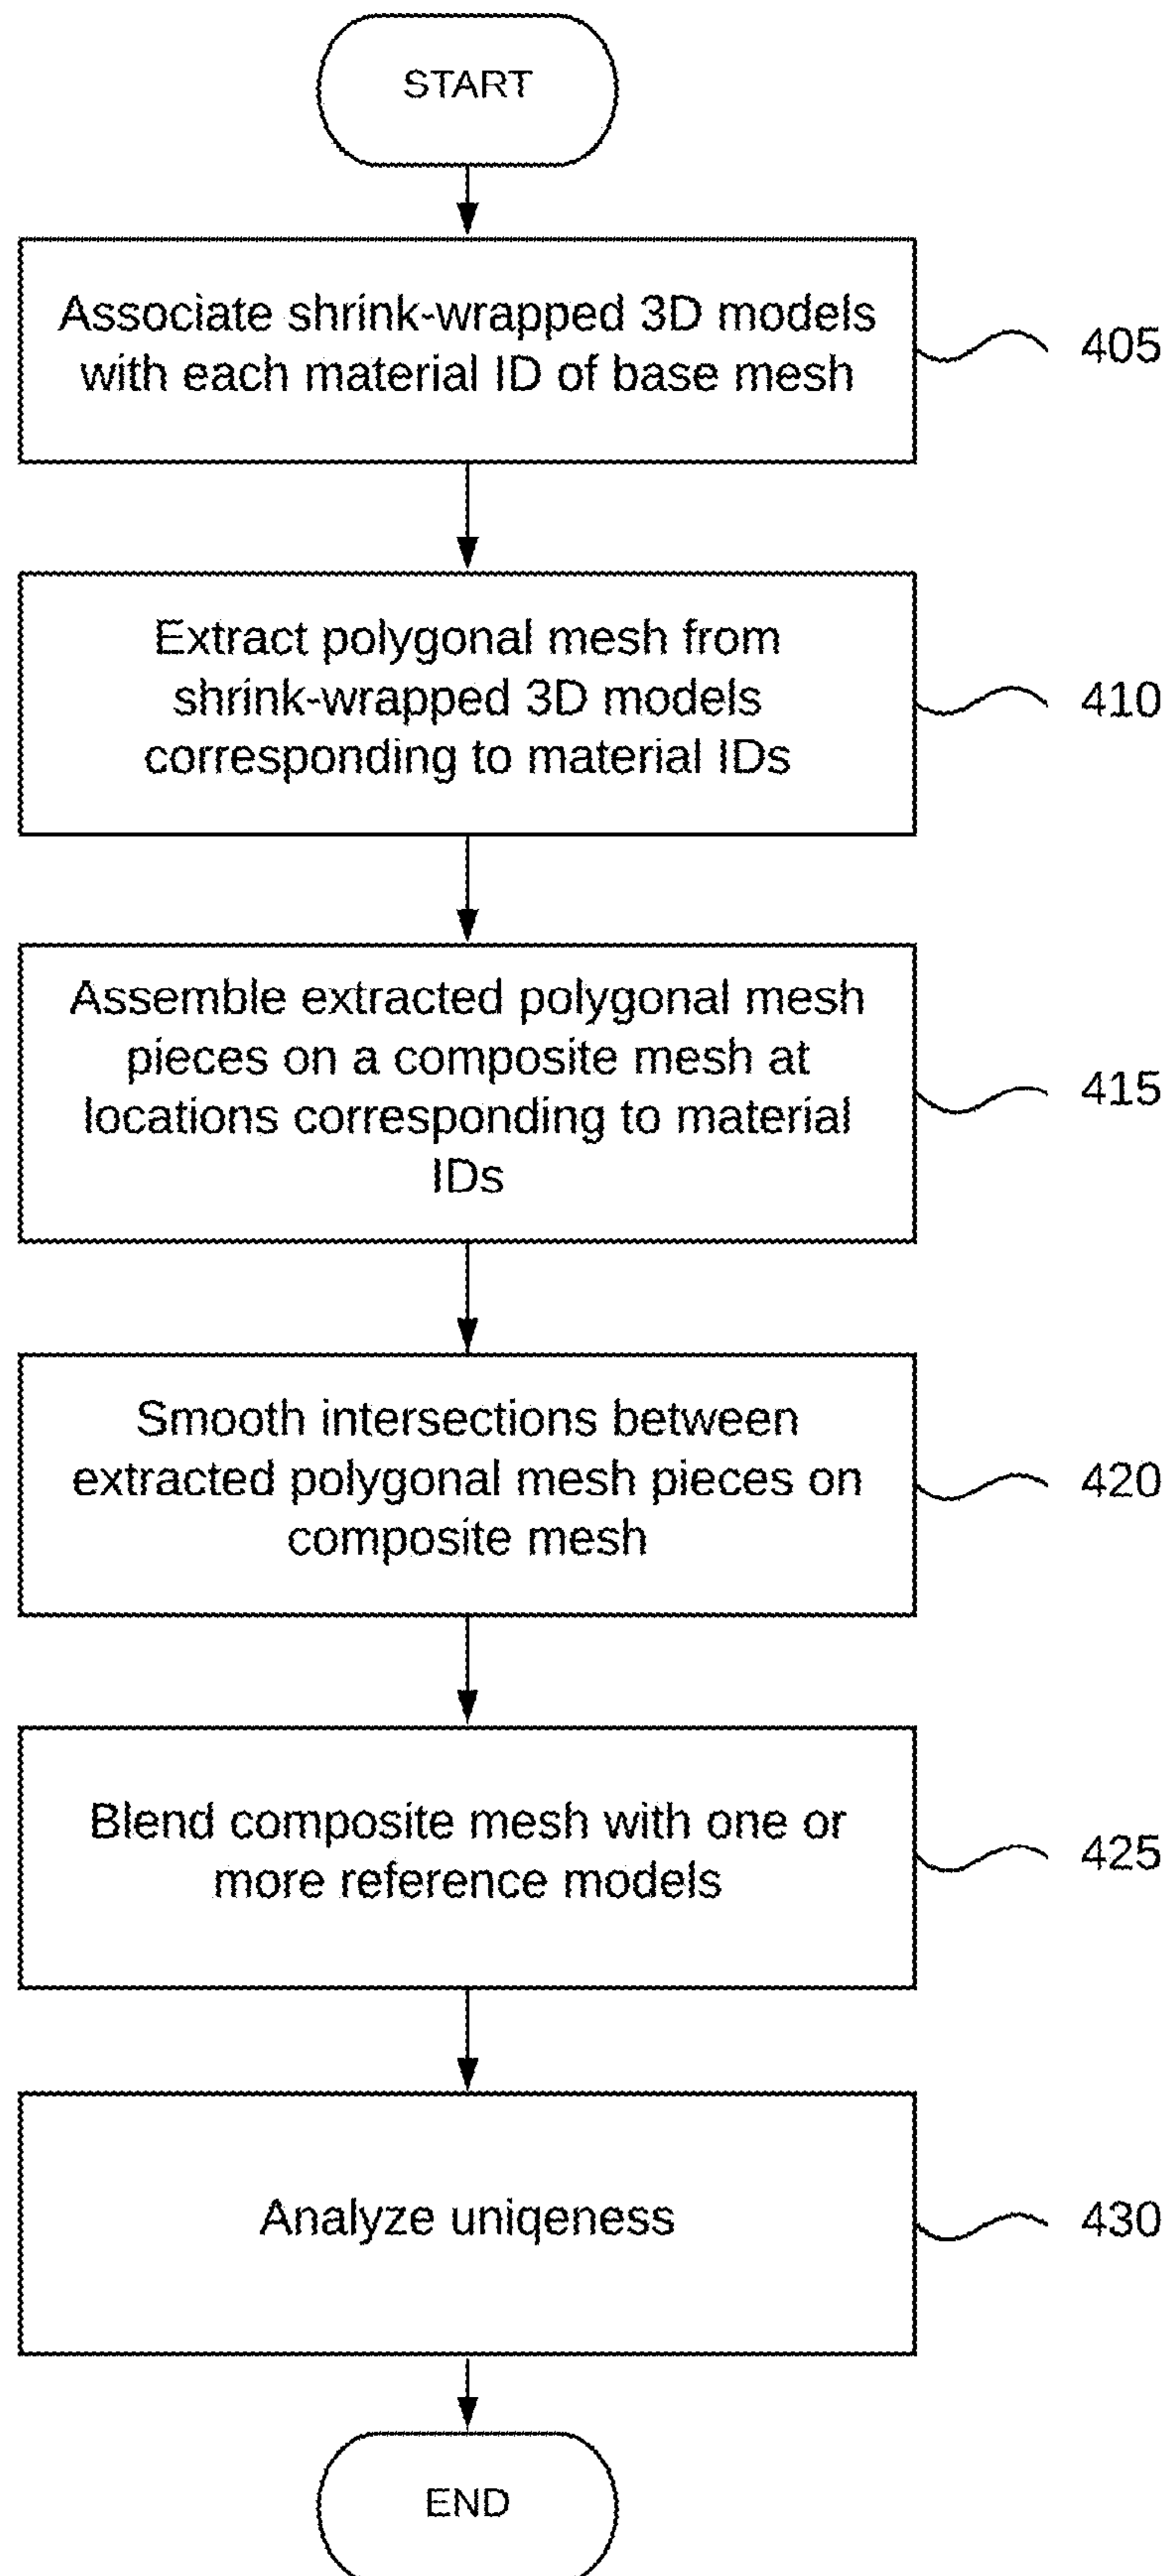 START
Associate shrink-wrapped 3D models
with each material ID of base mesh
405
Extract polygonal mesh from
shrink-wrapped 3D models
corresponding to material IDs
410
Assemble extracted polygonal mesh
pieces on a composite mesh at
locations corresponding to material
IDs
415
Smooth intersections between
extracted polygonal mesh pieces on
composite mesh
420
Blend composite mesh with one or
more reference models
425
Analyze uniqeness
430
END